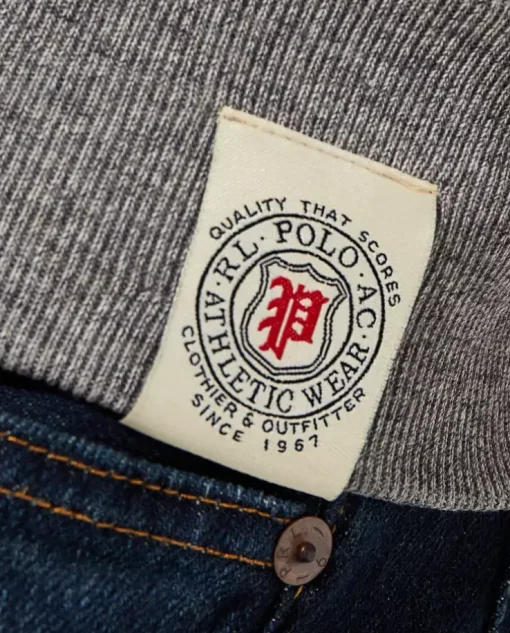 QUALITY THAT SCORES
RL · POLO · AC ·
ATHLETIC WEAR
P
CLOTHIER & OUTFITTER
SINCE 1967